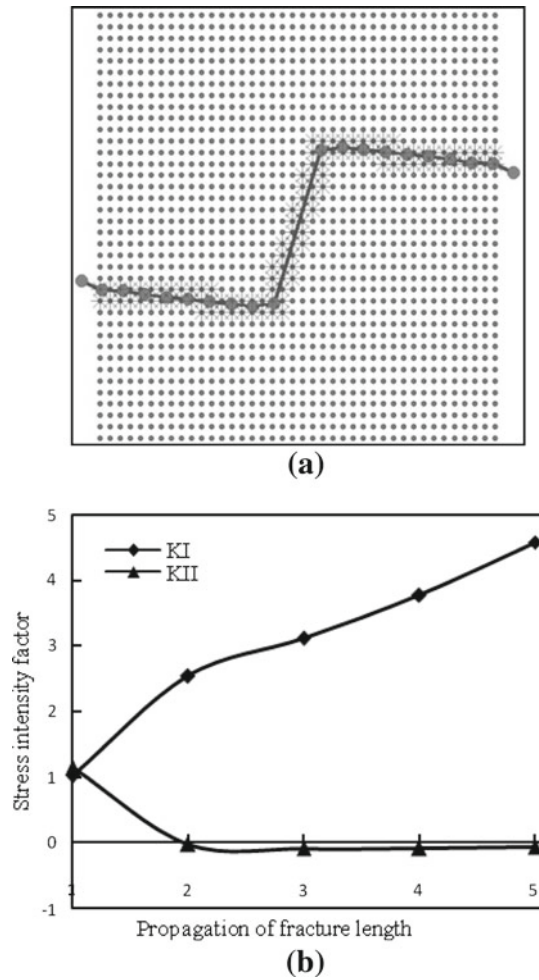 (a)
5
4
3
2
1
0
-1
KI
KII
Stress intensity factor
1 2 3 4 5
Propagation of fracture length
(b)